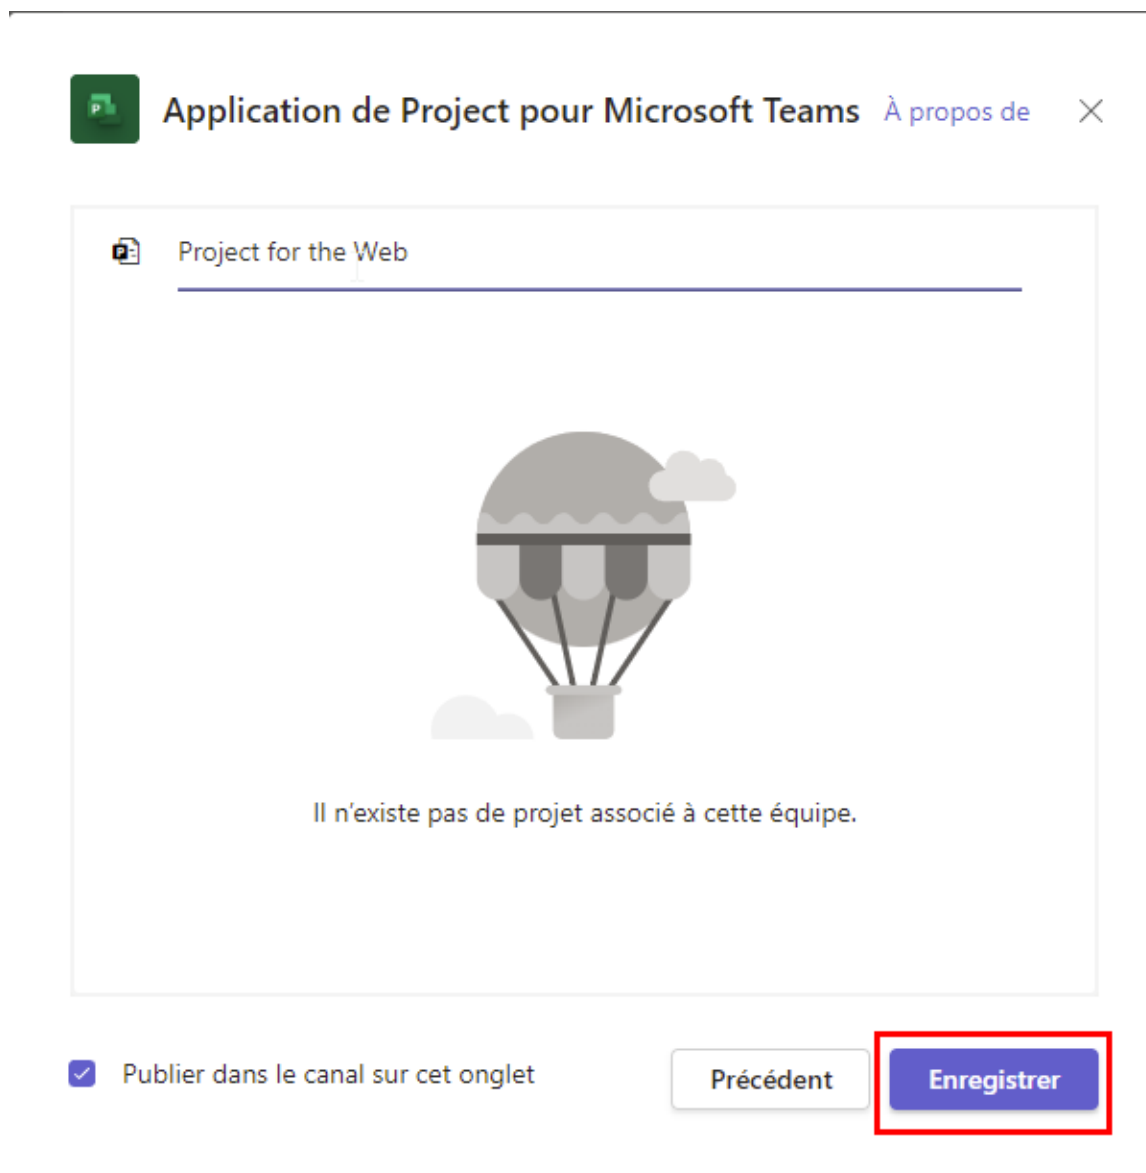 Application de Project pour Microsoft Teams À propos de
Project for the Web
Il n'existe pas de projet associé à cette équipe.
Publier dans le canal sur cet onglet
Précédent
Enregistrer